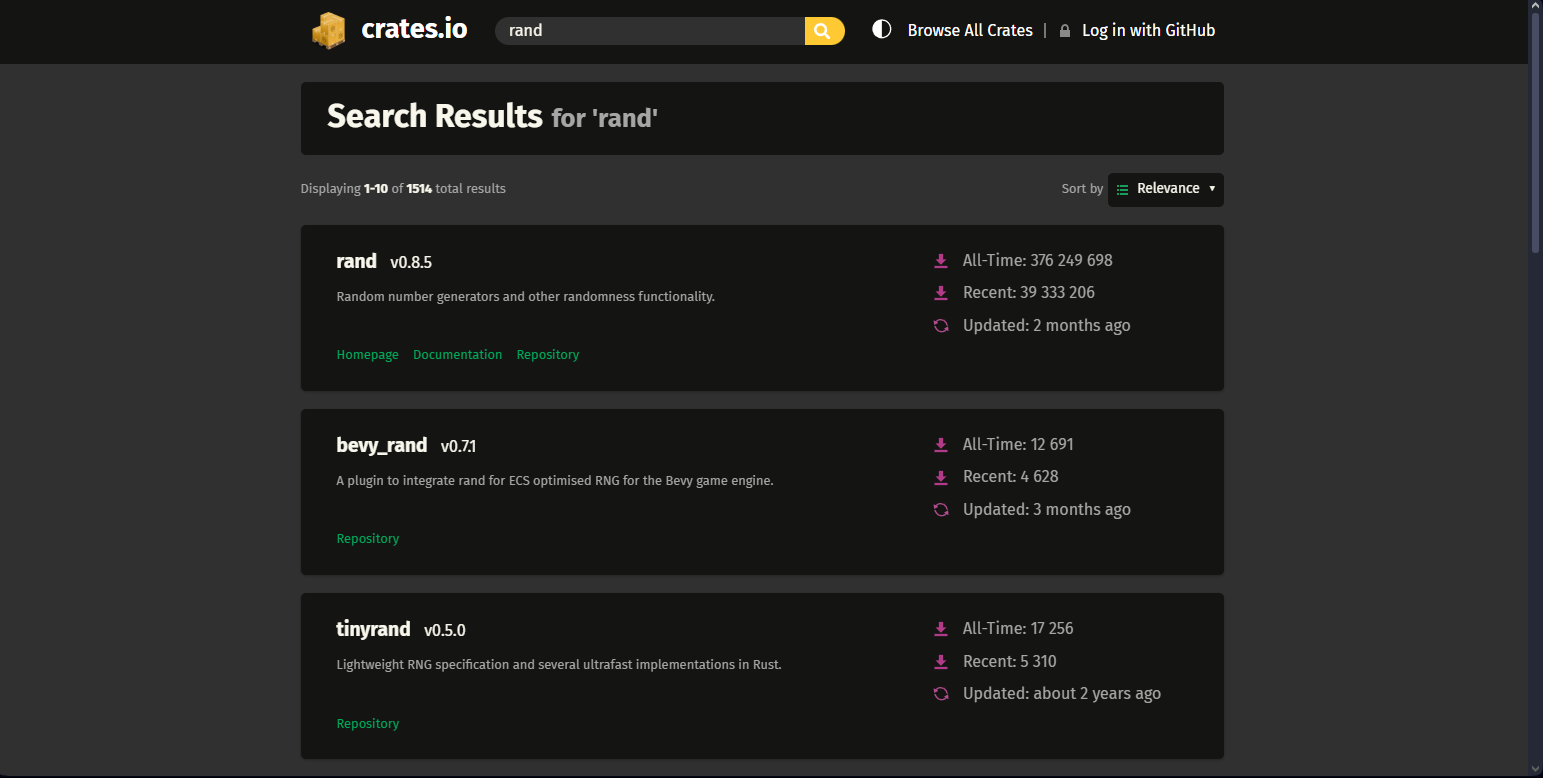 crates.io
rand
Browse All Crates | Log in with GitHub
Search Results for 'rand'
Displaying 1-10 of 1514 total results
Sort by Relevance ▼
rand v0.8.5
Random number generators and other randomness functionality.
Homepage Documentation Repository
All-Time: 376 249 698
Recent: 39 333 206
Updated: 2 months ago
bevy_rand v0.7.1
A plugin to integrate rand for ECS optimised RNG for the Bevy game engine.
Repository
All-Time: 12 691
Recent: 4 628
Updated: 3 months ago
tinyrand v0.5.0
Lightweight RNG specification and several ultrafast implementations in Rust.
Repository
All-Time: 17 256
Recent: 5 310
Updated: about 2 years ago